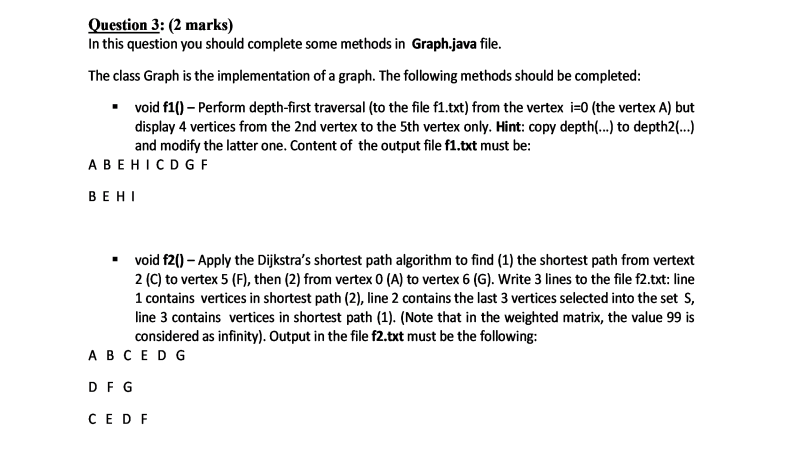 Question 3: (2 marks)
In this question you should complete some methods in Graph.java file.
The class Graph is the implementation of a graph. The following methods should be completed:
▪ void f1() – Perform depth-first traversal (to the file f1.txt) from the vertex i=0 (the vertex A) but
display 4 vertices from the 2nd vertex to the 5th vertex only. Hint: copy depth(...) to depth2(...)
and modify the latter one. Content of the output file f1.txt must be:
A B E H I C D G F
B E H I
▪ void f2() – Apply the Dijkstra's shortest path algorithm to find (1) the shortest path from vertext
2 (C) to vertex 5 (F), then (2) from vertex 0 (A) to vertex 6 (G). Write 3 lines to the file f2.txt: line
1 contains vertices in shortest path (2), line 2 contains the last 3 vertices selected into the set S,
line 3 contains vertices in shortest path (1). (Note that in the weighted matrix, the value 99 is
considered as infinity). Output in the file f2.txt must be the following:
A B C E D G
D F G
C E D F